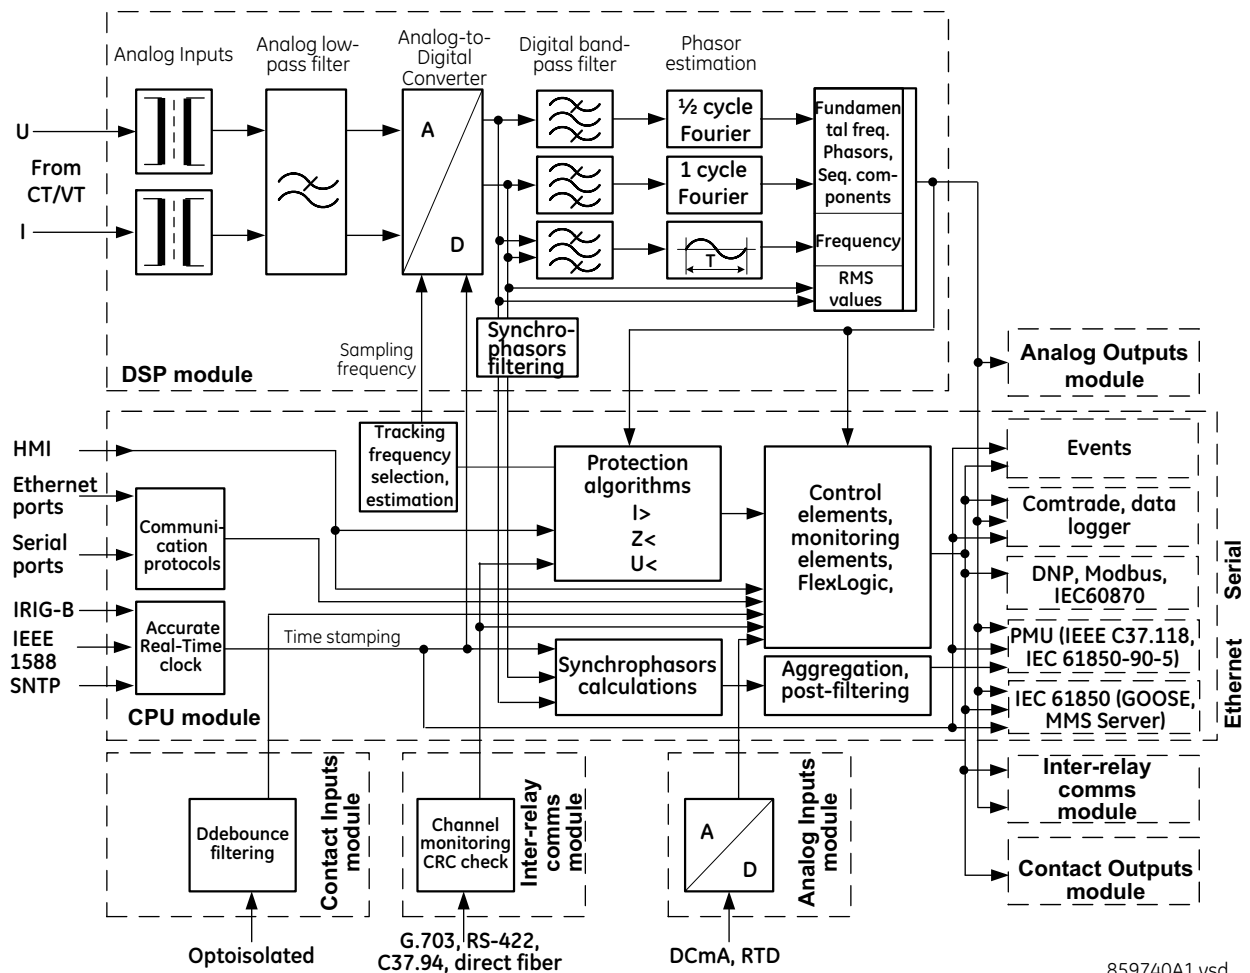 Analog Inputs
Analog low-
pass filter
Analog-to-
Digital
Converter
Digital band-
pass filter
Phasor
estimation
U
From
CT/VT
I
A
D
½ cycle
Fourier
1 cycle
Fourier
T
Fundamen
tal freq.
Phasors,
Seq. com-
ponents
Frequency
RMS
values
Synchro-
phasors
filtering
Sampling
frequency
DSP module
Analog Outputs
module
HMI
Ethernet
ports
Serial
ports
IRIG-B
IEEE
1588
SNTP
Communi-
cation
protocols
Accurate
Real-Time
clock
CPU module
Tracking
frequency
selection,
estimation
Time stamping
Protection
algorithms
I>
Z<
U<
Control
elements,
monitoring
elements,
FlexLogic,
Synchrophasors
calculations
Aggregation,
post-filtering
Events
Comtrade, data
logger
DNP, Modbus,
IEC60870
PMU (IEEE C37.118,
IEC 61850-90-5)
IEC 61850 (GOOSE,
MMS Server)
Serial
Ethernet
Inter-relay
comms
module
Contact Outputs
module
Ddebounce
filtering
Contact Inputs
module
Optoisolated
Channel
monitoring
CRC check
Inter-relay
comms
module
G.703, RS-422,
C37.94, direct fiber
A
D
Analog Inputs
module
DCmA, RTD
859740A1.vsd